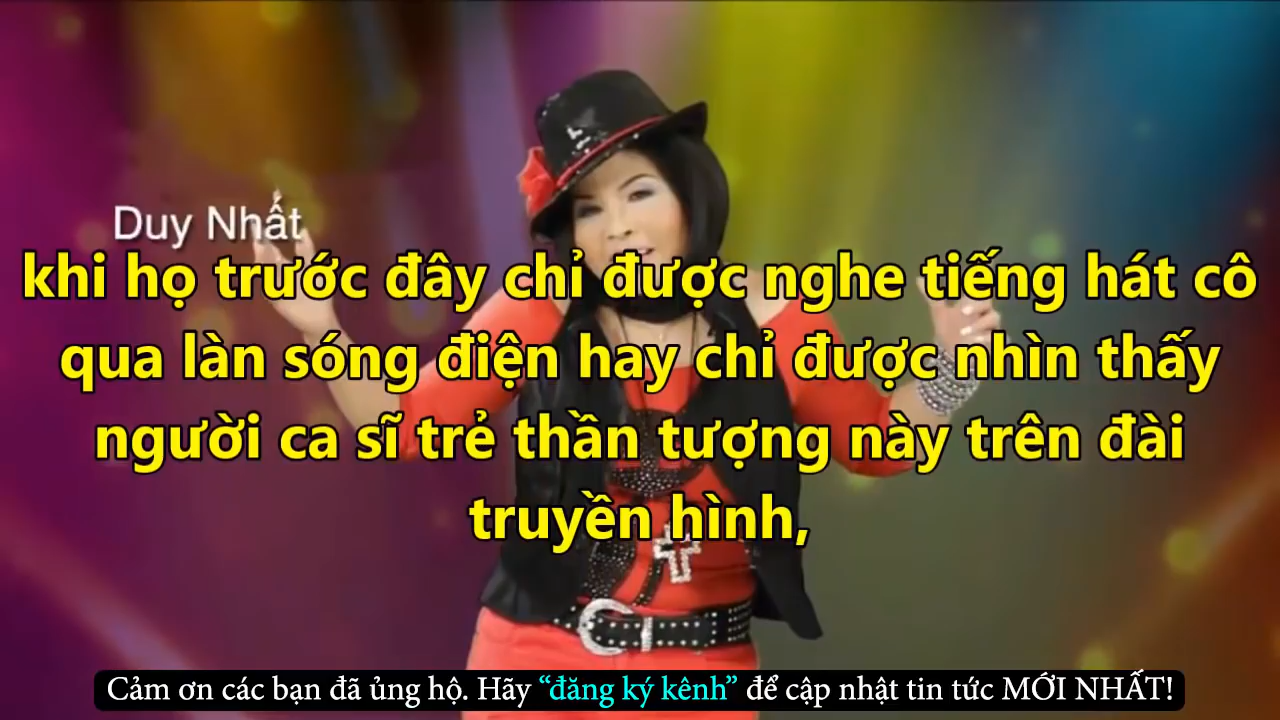 Duy Nhất
khi họ trước đây chỉ được nghe tiếng hát cô
qua làn sóng điện hay chỉ được nhìn thấy
người ca sĩ trẻ thần tượng này trên đài
truyền hình,
Cảm ơn các bạn đã ủng hộ. Hãy “đăng ký kênh” để cập nhật tin tức MỚI NHẤT!